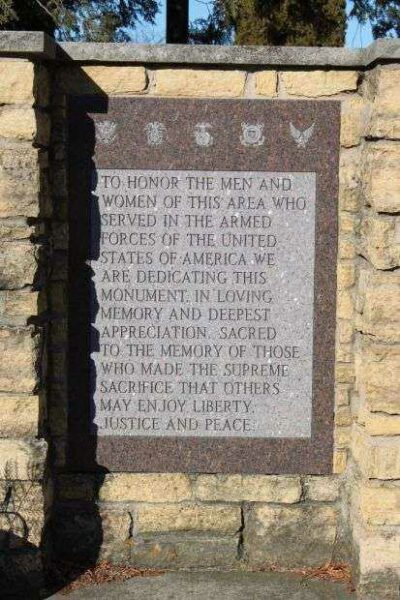 TO HONOR THE MEN AND
WOMEN OF THIS AREA WHO
SERVED IN THE ARMED
FORCES OF THE UNITED
STATES OF AMERICA WE
ARE DEDICATING THIS
MONUMENT, IN LOVING
MEMORY AND DEEPEST
APPRECIATION. SACRED
TO THE MEMORY OF THOSE
WHO MADE THE SUPREME
SACRIFICE THAT OTHERS
MAY ENJOY LIBERTY,
JUSTICE AND PEACE.